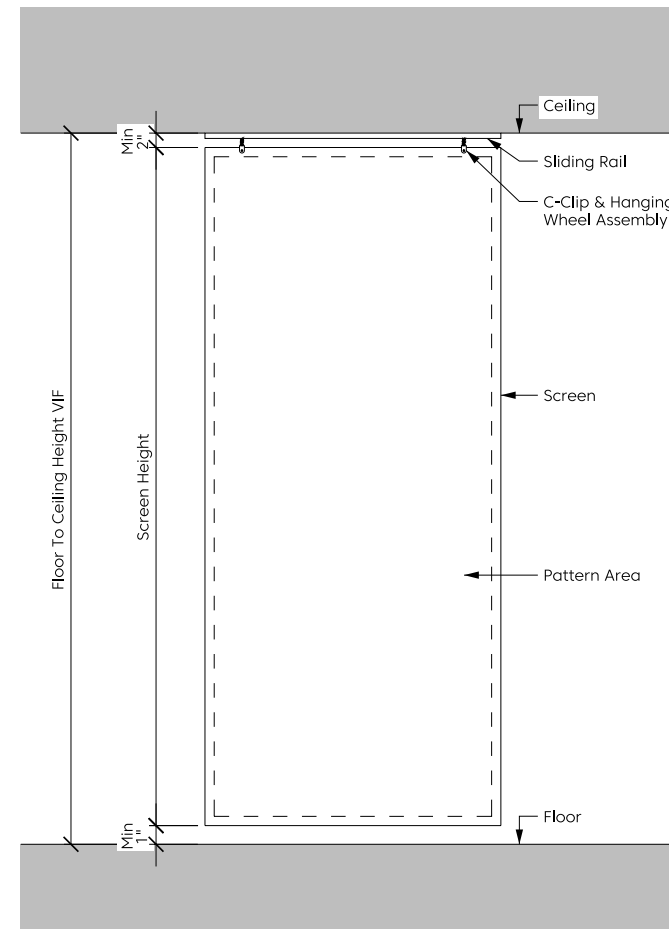 Ceiling
Min
2"
Sliding Rail
C-Clip & Hanging
Wheel Assembly
Floor To Ceiling Height VIF
Screen Height
Screen
Pattern Area
Floor
Min
1"